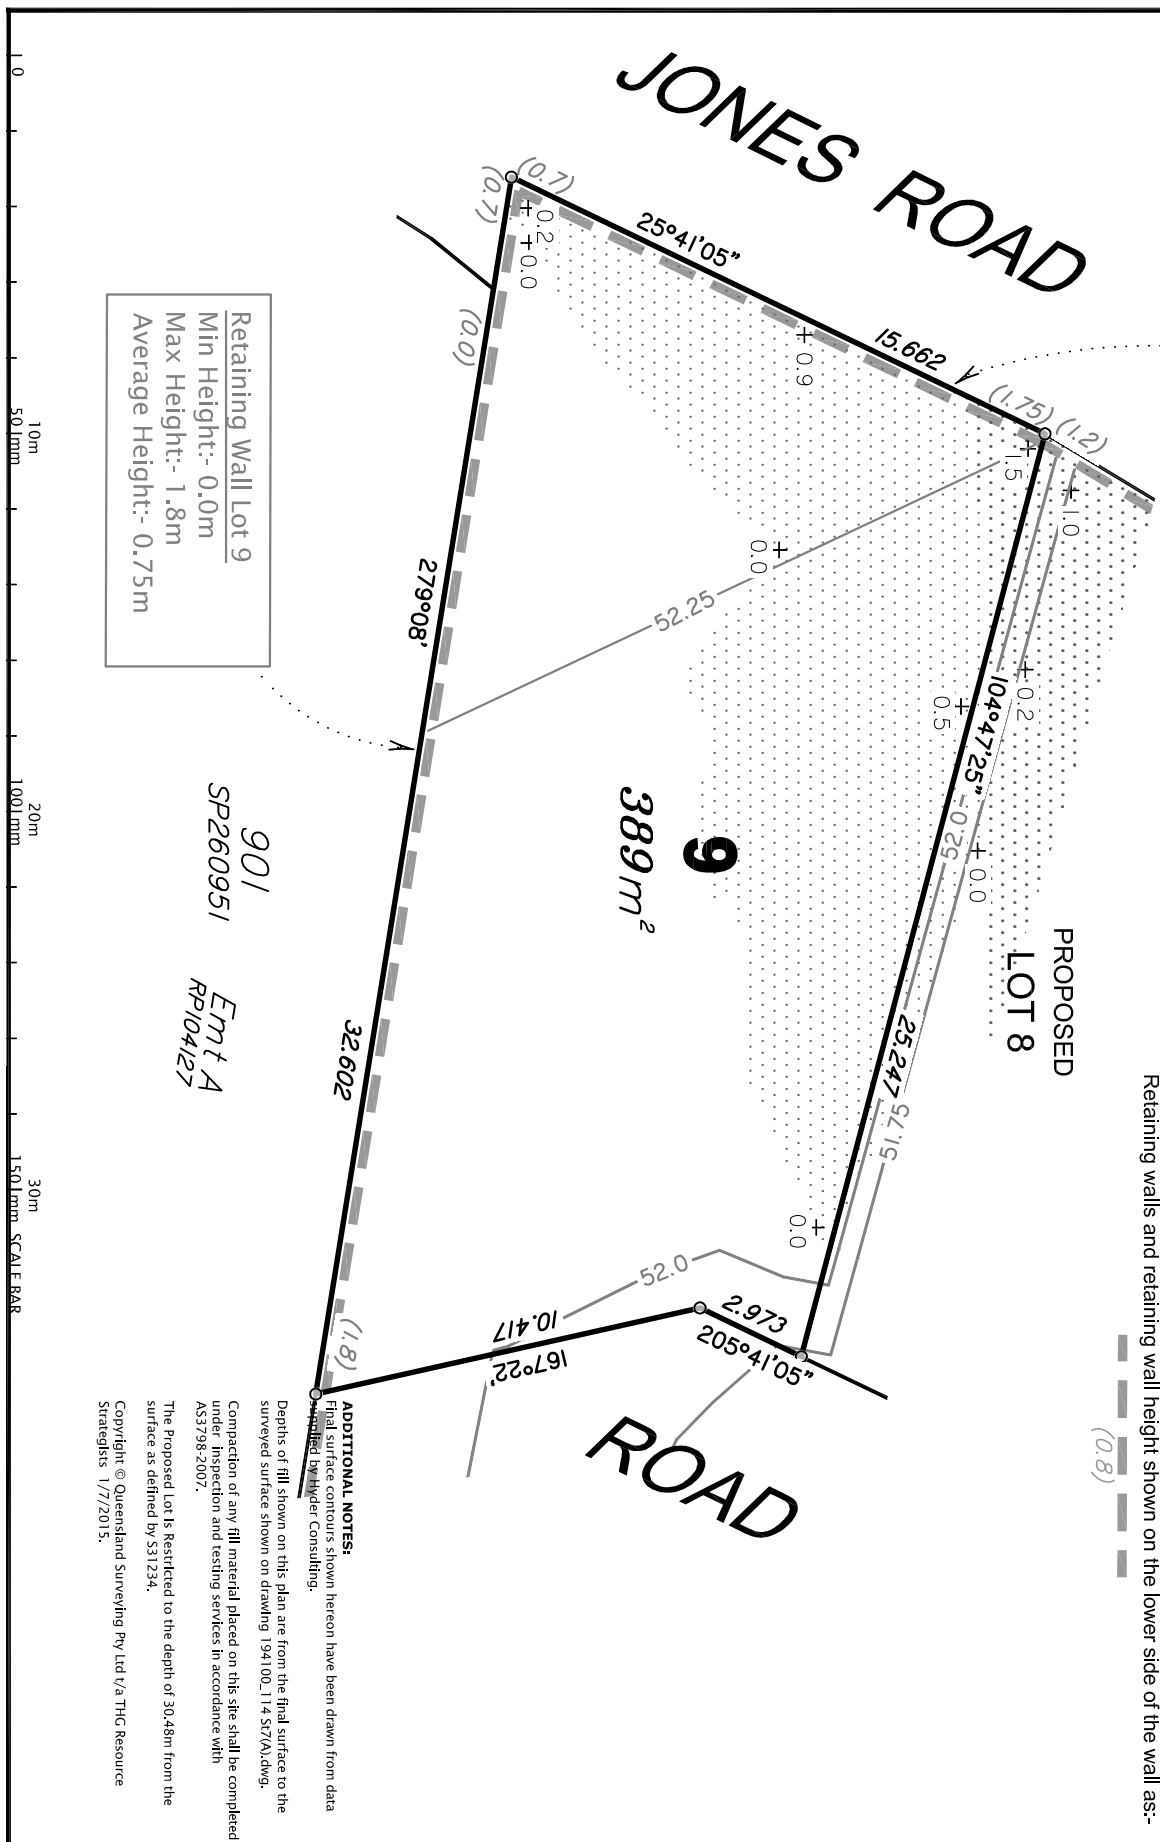 JONES ROAD
(0.7)
(0.7)
0.2
0.0
(0.0)
25°41'05"
15.662
0.9
(1.75)
(1.2)
1.5
1.0
0.0
52.25
279°08'
104°47'25"
0.2
0.5
52.0
0.0
9
389m²
25.247
51.75
PROPOSED
LOT 8
Retaining Wall Lot 9
Min Height:- 0.0m
Max Height:- 1.8m
Average Height:- 0.75m
901
SP260951
Emt A
RP104127
32.602
(1.8)
0.0
52.0
10.417
167°22'
2.973
205°41'05"
ROAD
Retaining walls and retaining wall height shown on the lower side of the wall as:-
(0.8)
ADDITIONAL NOTES:
Final surface contours shown hereon have been drawn from data
supplied by Hyder Consulting.
Depths of fill shown on this plan are from the final surface to the
surveyed surface shown on drawing 194100_114 St7(A).dwg.
Compaction of any fill material placed on this site shall be completed
under inspection and testing services in accordance with
AS3798-2007.
The Proposed Lot Is Restricted to the depth of 30.48m from the
surface as defined by S31234.
Copyright © Queensland Surveying Pty Ltd t/a THG Resource
Strategists 1/7/2015.
0 10m 20m 30m
50mm 100mm 150mm SCALE BAR